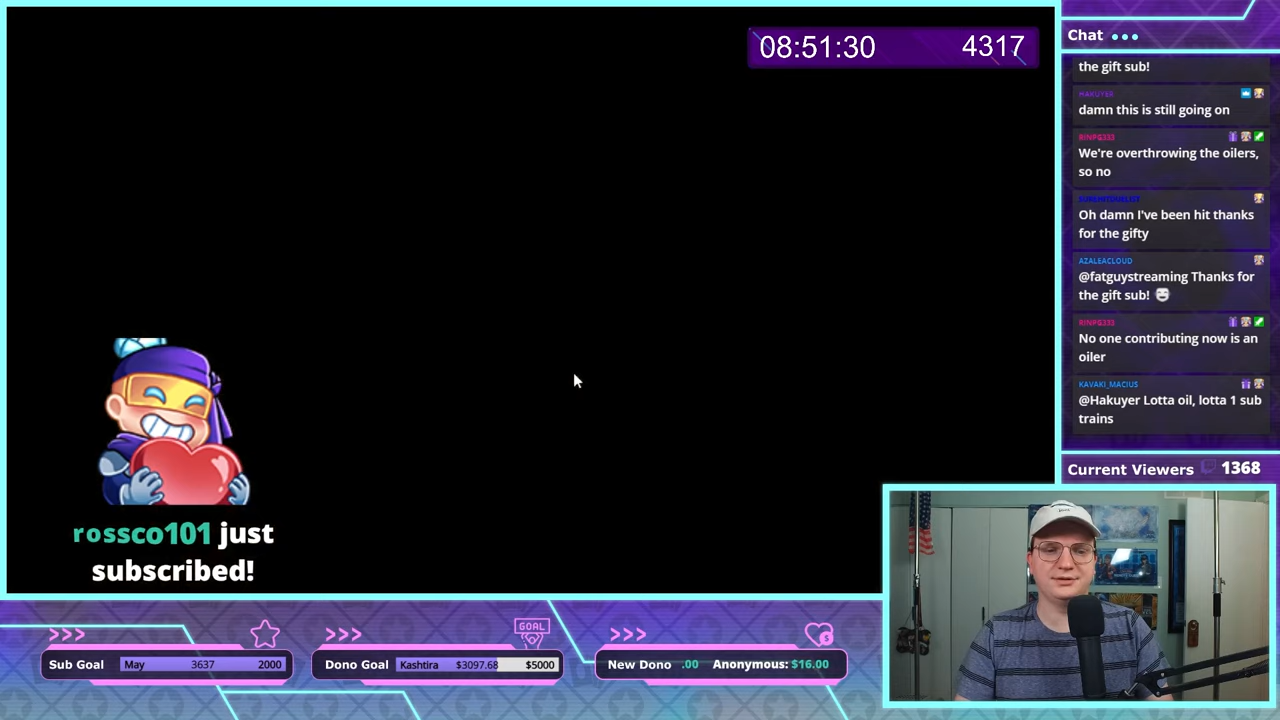 08:51:30 4317
Chat
the gift sub!
HAKUYER
damn this is still going on
RINPG333
We're overthrowing the oilers,
so no
Oh damn I've been hit thanks
for the gifty
AZALEACLOUD
@fatguystreaming Thanks for
the gift sub!
RINPG333
No one contributing now is an
oiler
KAVAKI_MACIUS
@Hakuyer Lotta oil, lotta 1 sub
trains
Current Viewers 1368
rossco101 just
subscribed!
>>>
Sub Goal May 3637 2000
>>>
GOAL
Dono Goal Kashtira $3097.68 $5000
>>>
New Dono .00 Anonymous: $16.00